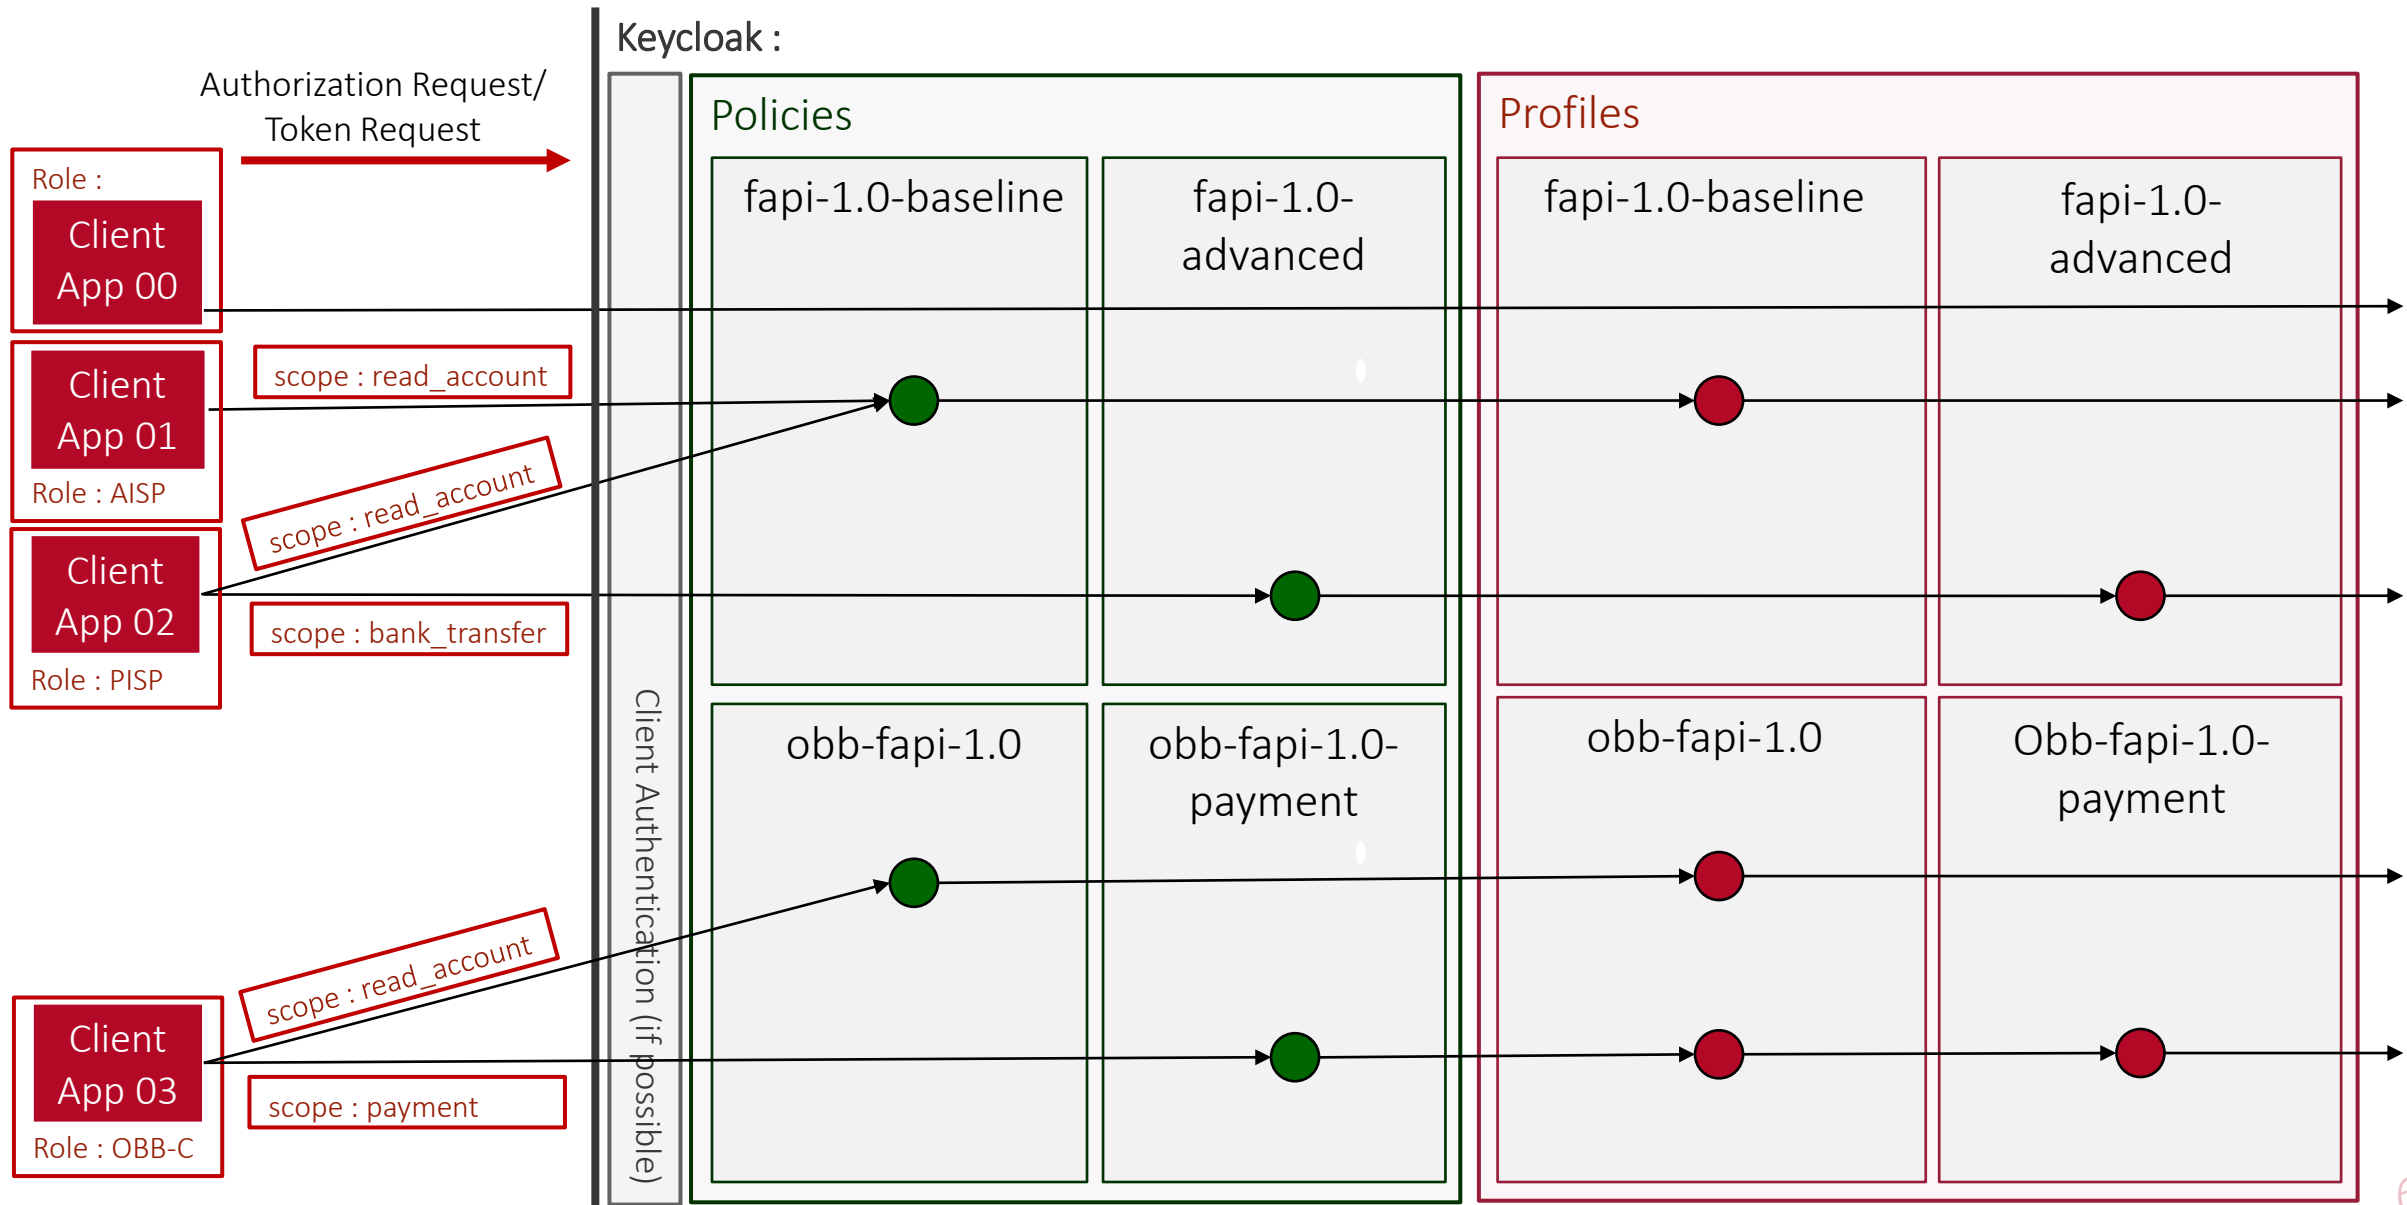 Keycloak :
Authorization Request/
Token Request
Policies
Profiles
Role :
Client
App 00
fapi-1.0-baseline
fapi-1.0-
advanced
fapi-1.0-baseline
fapi-1.0-
advanced
Client
App 01
Role : AISP
scope : read_account
scope : read_account
Client
App 02
Role : PISP
scope : bank_transfer
Client Authentication (if possible)
obb-fapi-1.0
obb-fapi-1.0-
payment
obb-fapi-1.0
Obb-fapi-1.0-
payment
scope : read_account
Client
App 03
Role : OBB-C
scope : payment